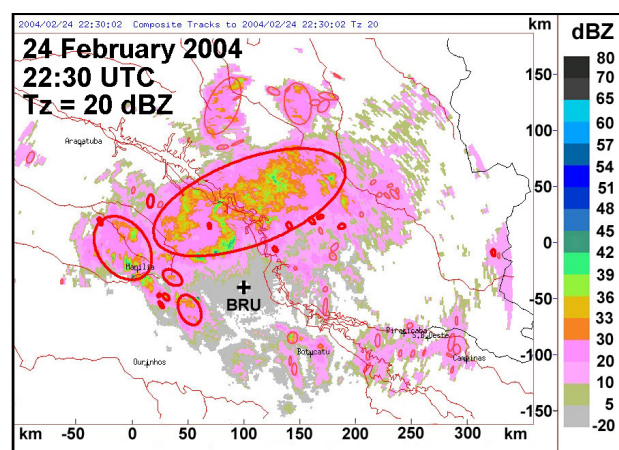 2004/02/24 22:30:02 Composite Tracks to 2004/02/24 22:30:02 Tz 20
km
dBZ
24 February 2004
22:30 UTC
Tz = 20 dBZ
80
70
65
60
57
54
51
48
45
42
39
36
33
30
20
10
5
-20
150
100
50
0
-50
-100
-150
Araçatuba
Marilia
BRU
Ourinhos
Botucatu
Piracicaba
S.B.Oeste
Campinas
km -50 0 50 100 150 200 250 300 km